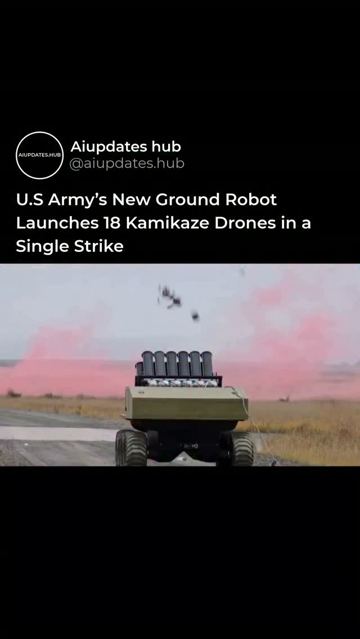 AIUPDATES.HUB
Aiupdates hub
@aiupdates.hub
U.S Army's New Ground Robot
Launches 18 Kamikaze Drones in a
Single Strike